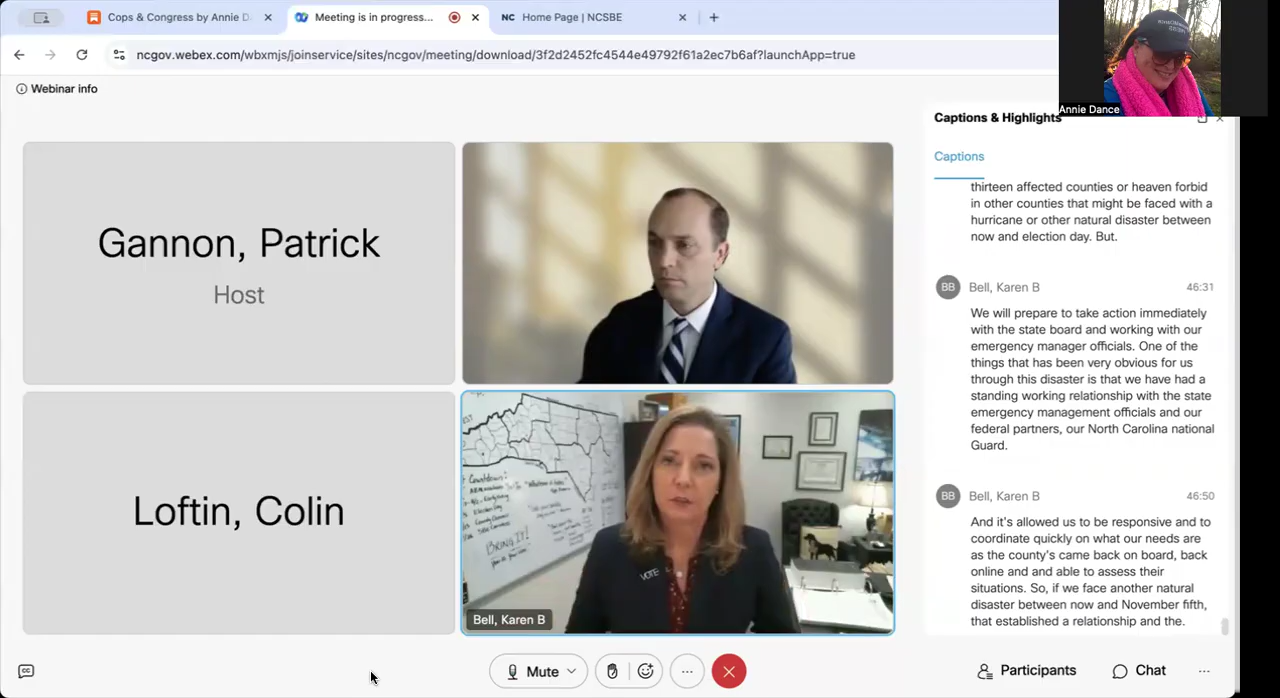 Cops & Congress by Annie D
Meeting is in progress...
NC Home Page | NCSBE
ncgov.webex.com/wbxmjs/joinservice/sites/ncgov/meeting/download/3f2d2452fc4544e49792f61a2ec7b6af?launchApp=true
Annie Dance
Webinar info
Gannon, Patrick
Host
Loftin, Colin
BRING IT!
VOTE
Bell, Karen B
Captions & Highlights
Captions
thirteen affected counties or heaven forbid
in other counties that might be faced with a
hurricane or other natural disaster between
now and election day. But.
BB Bell, Karen B 46:31
We will prepare to take action immediately
with the state board and working with our
emergency manager officials. One of the
things that has been very obvious for us
through this disaster is that we have had a
standing working relationship with the state
emergency management officials and our
federal partners, our North Carolina national
Guard.
BB Bell, Karen B 46:50
And it's allowed us to be responsive and to
coordinate quickly on what our needs are
as the county's came back on board, back
online and and able to assess their
situations. So, if we face another natural
disaster between now and November fifth,
that established a relationship and the.
Mute
Participants
Chat